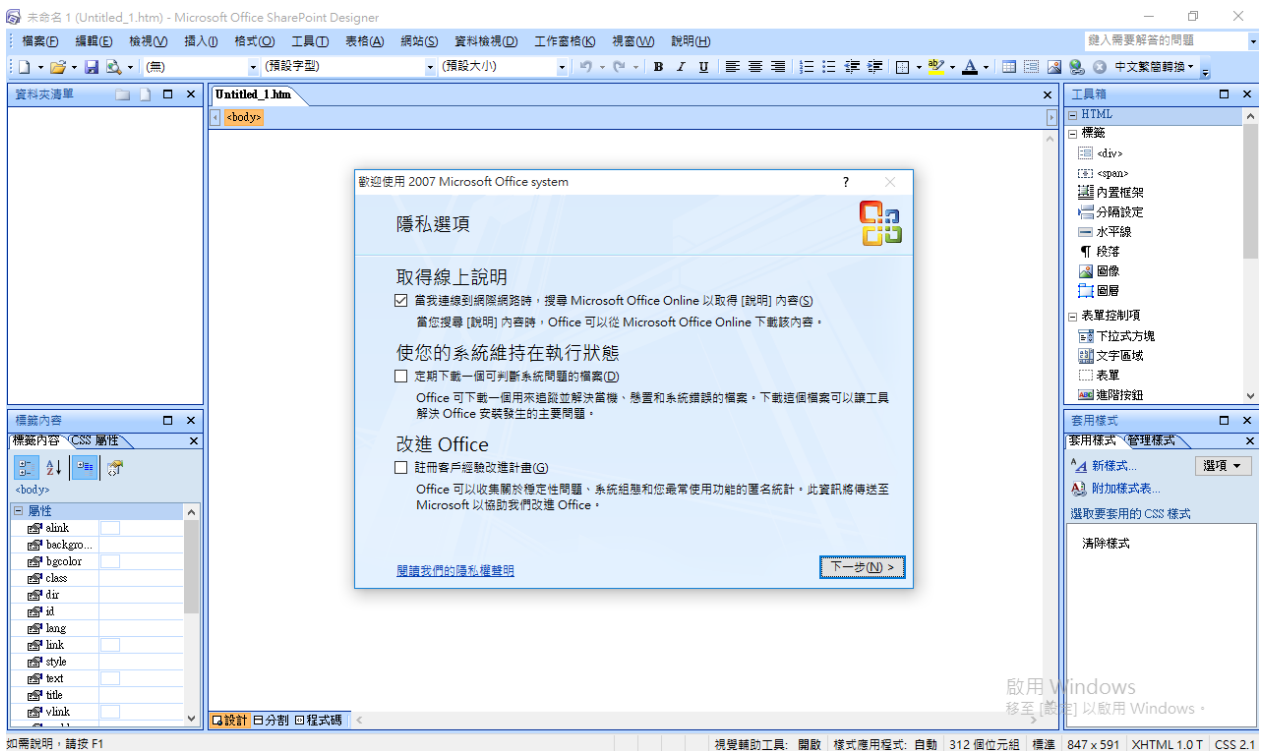 未命名 1 (Untitled_1.htm) - Microsoft Office SharePoint Designer
檔案(F) 編輯(E) 檢視(V) 插入(I) 格式(O) 工具(T) 表格(A) 網站(S) 資料檢視(D) 工作窗格(K) 視窗(W) 說明(H) 鍵入需要解答的問題
(無) (預設字型) (預設大小) B I U 中文繁簡轉換
資料夾清單
Untitled_1.htm
<body>
歡迎使用 2007 Microsoft Office system
隱私選項
取得線上說明
當我連線到網際網路時，搜尋 Microsoft Office Online 以取得 [說明] 內容(S)
當您搜尋 [說明] 內容時，Office 可以從 Microsoft Office Online 下載該內容。
使您的系統維持在執行狀態
定期下載一個可判斷系統問題的檔案(D)
Office 可下載一個用來追蹤並解決當機、懸置和系統錯誤的檔案。下載這個檔案可以讓工具
解決 Office 安裝發生的主要問題。
改進 Office
註冊客戶經驗改進計畫(G)
Office 可以收集關於穩定性問題、系統組態和您最常使用功能的匿名統計。此資訊將傳送至
Microsoft 以協助我們改進 Office。
閱讀我們的隱私權聲明
下一步(N) >
工具箱
HTML
標籤
<div>
<span>
內置框架
分隔設定
水平線
段落
圖像
圖層
表單控制項
下拉式方塊
文字區域
表單
進階按鈕
標籤內容
標籤內容 CSS 屬性
<body>
屬性
alink
backgro...
bgcolor
class
dir
id
lang
link
style
text
title
vlink
套用樣式
套用樣式 管理樣式
新樣式... 選項
附加樣式表...
選取要套用的 CSS 樣式
清除樣式
啟用 Windows
移至 [設定] 以啟用 Windows。
設計 分割 程式碼
如需說明，請按 F1 視覺輔助工具: 開啟 樣式應用程式: 自動 312 個位元組 標準 847 x 591 XHTML 1.0 T CSS 2.1